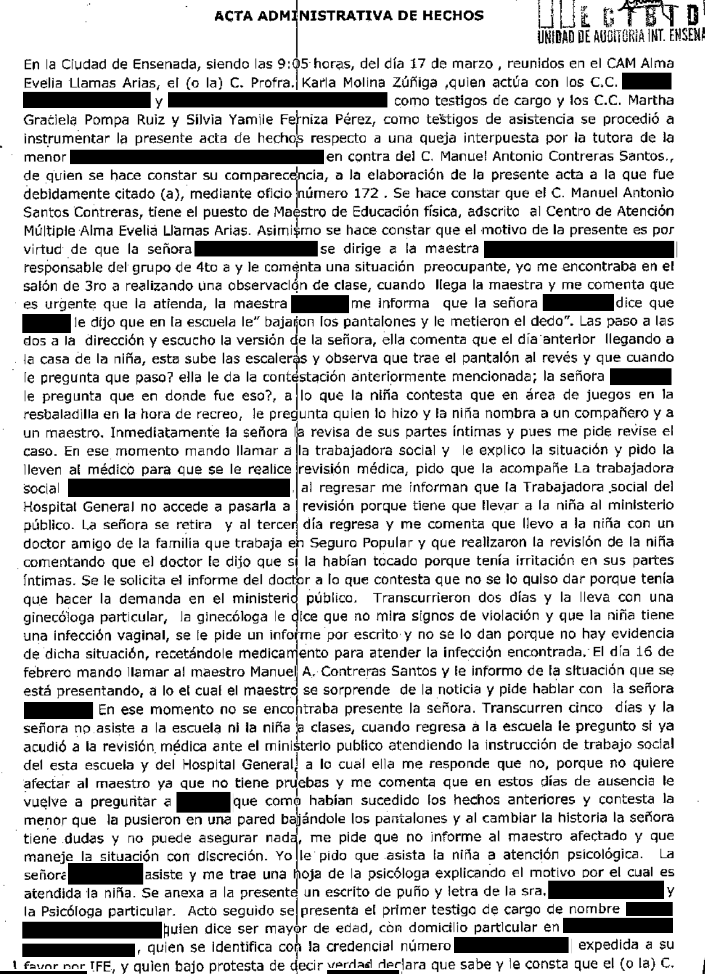 ACTA ADMINISTRATIVA DE HECHOS
UNIDAD DE AUDITORÍA INT. ENSENA
En la Ciudad de Ensenada, siendo las 9:05 horas, del día 17 de marzo , reunidos en el CAM Alma
Evelia Llamas Arias, el (o la) C. Profra. Karla Molina Zúñiga ,quien actúa con los C.C.
y como testigos de cargo y los C.C. Martha
Graciela Pompa Ruiz y Silvia Yamile Ferniza Pérez, como testigos de asistencia se procedió a
instrumentar la presente acta de hechos respecto a una queja interpuesta por la tutora de la
menor en contra del C. Manuel Antonio Contreras Santos.,
de quien se hace constar su comparecencia, a la elaboración de la presente acta a la que fue
debidamente citado (a), mediante oficio número 172 . Se hace constar que el C. Manuel Antonio
Santos Contreras, tiene el puesto de Maestro de Educación física, adscrito al Centro de Atención
Múltiple Alma Evelia Llamas Arias. Asimismo se hace constar que el motivo de la presente es por
virtud de que la señora se dirige a la maestra
responsable del grupo de 4to a y le comenta una situación preocupante, yo me encontraba en el
salón de 3ro a realizando una observación de clase, cuando llega la maestra y me comenta que
es urgente que la atienda, la maestra me informa que la señora dice que
le dijo que en la escuela le" bajaron los pantalones y le metieron el dedo". Las paso a las
dos a la dirección y escucho la versión de la señora, ella comenta que el día anterior llegando a
la casa de la niña, esta sube las escaleras y observa que trae el pantalón al revés y que cuando
le pregunta que paso? ella le da la contestación anteriormente mencionada; la señora
le pregunta que en donde fue eso?, a lo que la niña contesta que en área de juegos en la
resbaladilla en la hora de recreo, le pregunta quien lo hizo y la niña nombra a un compañero y a
un maestro. Inmediatamente la señora la revisa de sus partes íntimas y pues me pide revise el
caso. En ese momento mando llamar a la trabajadora social y le explico la situación y pido la
lleven al médico para que se le realice revisión médica, pido que la acompañe La trabajadora
social , al regresar me informan que la Trabajadora social del
Hospital General no accede a pasarla a revisión porque tiene que llevar a la niña al ministerio
público. La señora se retira y al tercer día regresa y me comenta que llevo a la niña con un
doctor amigo de la familia que trabaja en Seguro Popular y que realizaron la revisión de la niña
comentando que el doctor le dijo que si la habían tocado porque tenía irritación en sus partes
íntimas. Se le solicita el informe del doctor a lo que contesta que no se lo quiso dar porque tenía
que hacer la demanda en el ministerio público. Transcurrieron dos días y la lleva con una
ginecóloga particular, la ginecóloga le dice que no mira signos de violación y que la niña tiene
una infección vaginal, se le pide un informe por escrito y no se lo dan porque no hay evidencia
de dicha situación, recetándole medicamento para atender la infección encontrada. El día 16 de
febrero mando llamar al maestro Manuel A. Contreras Santos y le informo de la situación que se
está presentando, a lo el cual el maestro se sorprende de la noticia y pide hablar con la señora
En ese momento no se encontraba presente la señora. Transcurren cinco días y la
señora no asiste a la escuela ni la niña a clases, cuando regresa a la escuela le pregunto si ya
acudió a la revisión médica ante el ministerio publico atendiendo la instrucción de trabajo social
del esta escuela y del Hospital General, a lo cual ella me responde que no, porque no quiere
afectar al maestro ya que no tiene pruebas y me comenta que en estos días de ausencia le
vuelve a preguntar a que como habían sucedido los hechos anteriores y contesta la
menor que la pusieron en una pared bajándole los pantalones y al cambiar la historia la señora
tiene dudas y no puede asegurar nada, me pide que no informe al maestro afectado y que
maneje la situación con discreción. Yo le pido que asista la niña a atención psicológica. La
señora asiste y me trae una hoja de la psicóloga explicando el motivo por el cual es
atendida la niña. Se anexa a la presente un escrito de puño y letra de la sra. y
la Psicóloga particular. Acto seguido se presenta el primer testigo de cargo de nombre
quien dice ser mayor de edad, con domicilio particular en
, quien se identifica con la credencial número expedida a su
favor por IFE, y quien bajo protesta de decir verdad declara que sabe y le consta que el (o la) C.